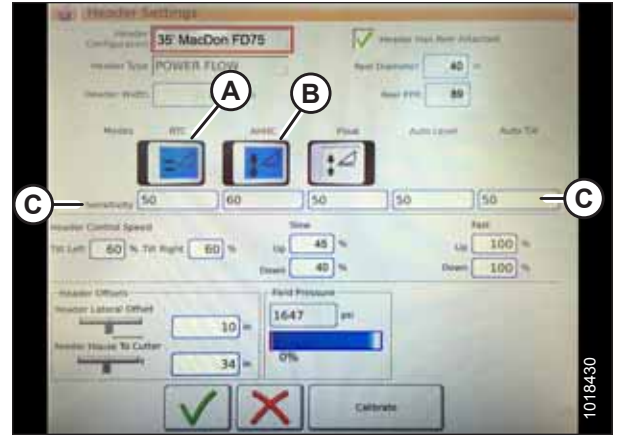 Header Settings
Header Configuration 35' MacDon FD75 Header Has Reel Attached
Header Type POWER FLOW Reel Diameter 40 in
Header Width Reel PPR 89
A B
Modes RTC AHHC Float Auto Level Auto Tilt
C Sensitivity 50 60 50 50 50 C
Header Control Speed Slow Fast
Tilt Left 60 % Tilt Right 60 % Up 48 % Up 100 %
Down 40 % Down 100 %
Header Offsets Field Pressure
Header Lateral Offset 1647 psi
10 in
Feeder House To Cutter 0%
34 in
Calibrate
1018430